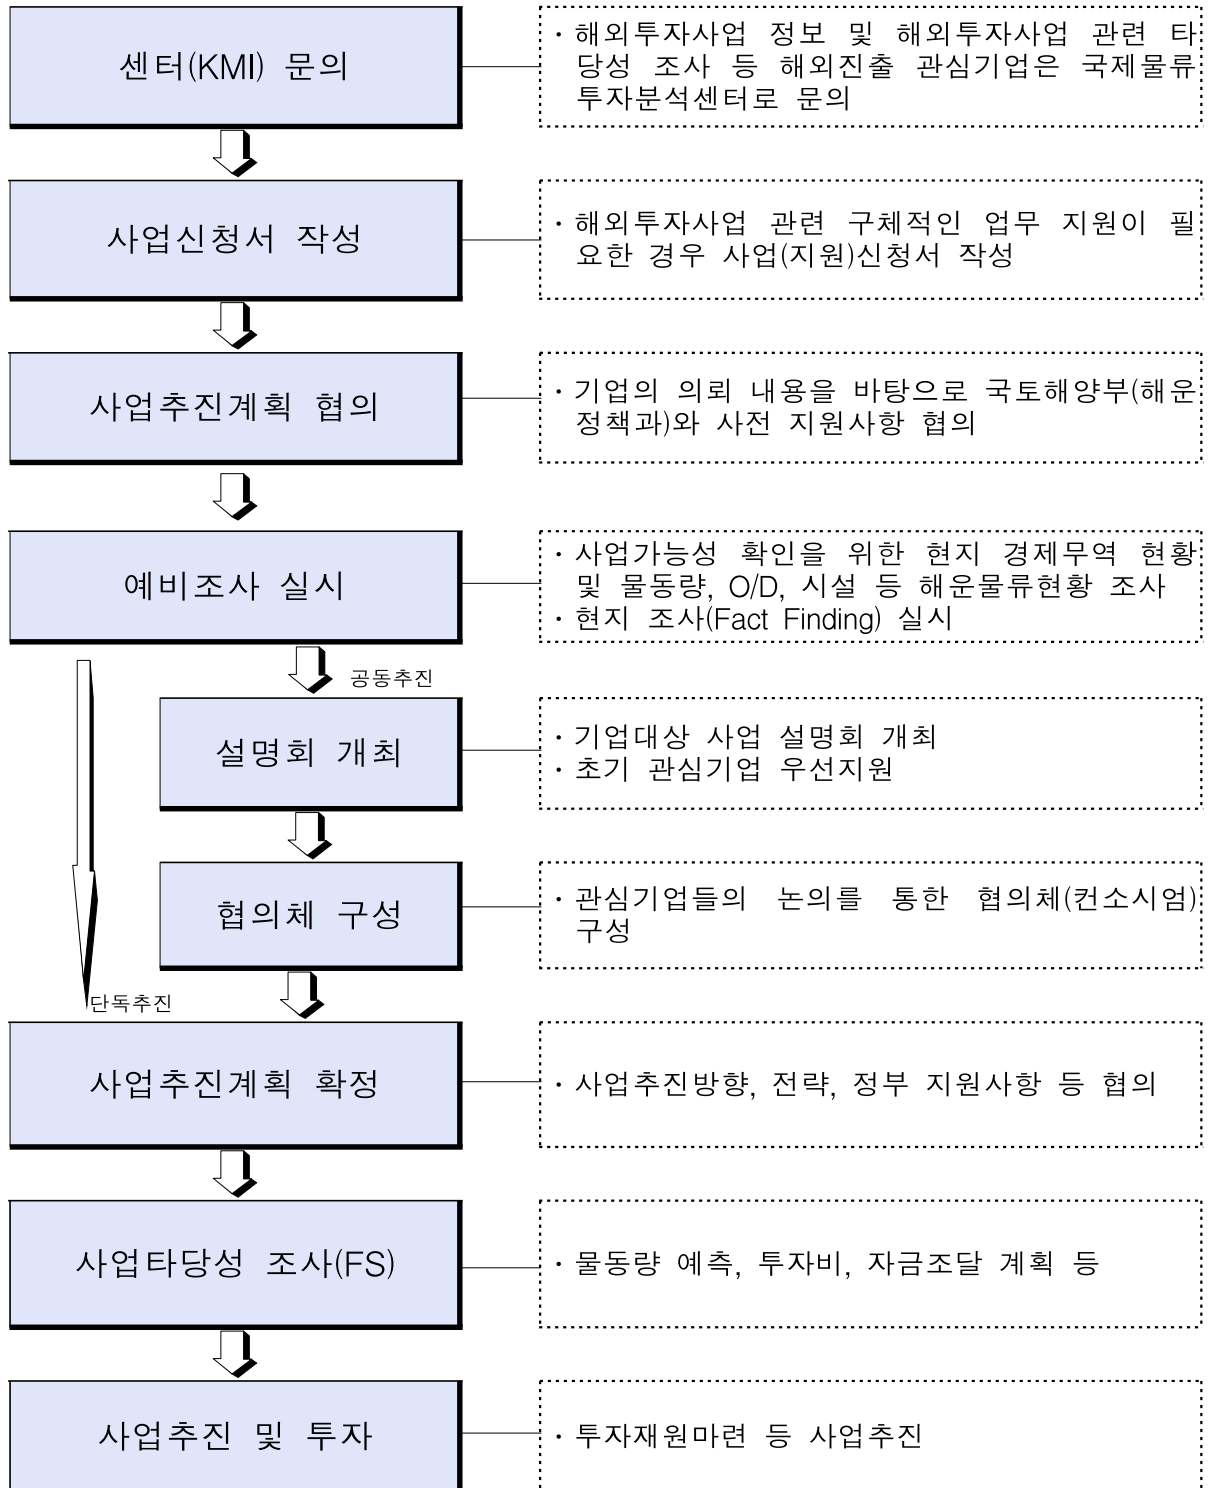 센터(KMI) 문의
· 해외투자사업 정보 및 해외투자사업 관련 타
당성 조사 등 해외진출 관심기업은 국제물류
투자분석센터로 문의
사업신청서 작성
· 해외투자사업 관련 구체적인 업무 지원이 필
요한 경우 사업(지원)신청서 작성
사업추진계획 협의
· 기업의 의뢰 내용을 바탕으로 국토해양부(해운
정책과)와 사전 지원사항 협의
예비조사 실시
· 사업가능성 확인을 위한 현지 경제무역 현황
및 물동량, O/D, 시설 등 해운물류현황 조사
· 현지 조사(Fact Finding) 실시
공동추진
설명회 개최
· 기업대상 사업 설명회 개최
· 초기 관심기업 우선지원
협의체 구성
· 관심기업들의 논의를 통한 협의체(컨소시엄)
구성
단독추진
사업추진계획 확정
· 사업추진방향, 전략, 정부 지원사항 등 협의
사업타당성 조사(FS)
· 물동량 예측, 투자비, 자금조달 계획 등
사업추진 및 투자
· 투자재원마련 등 사업추진